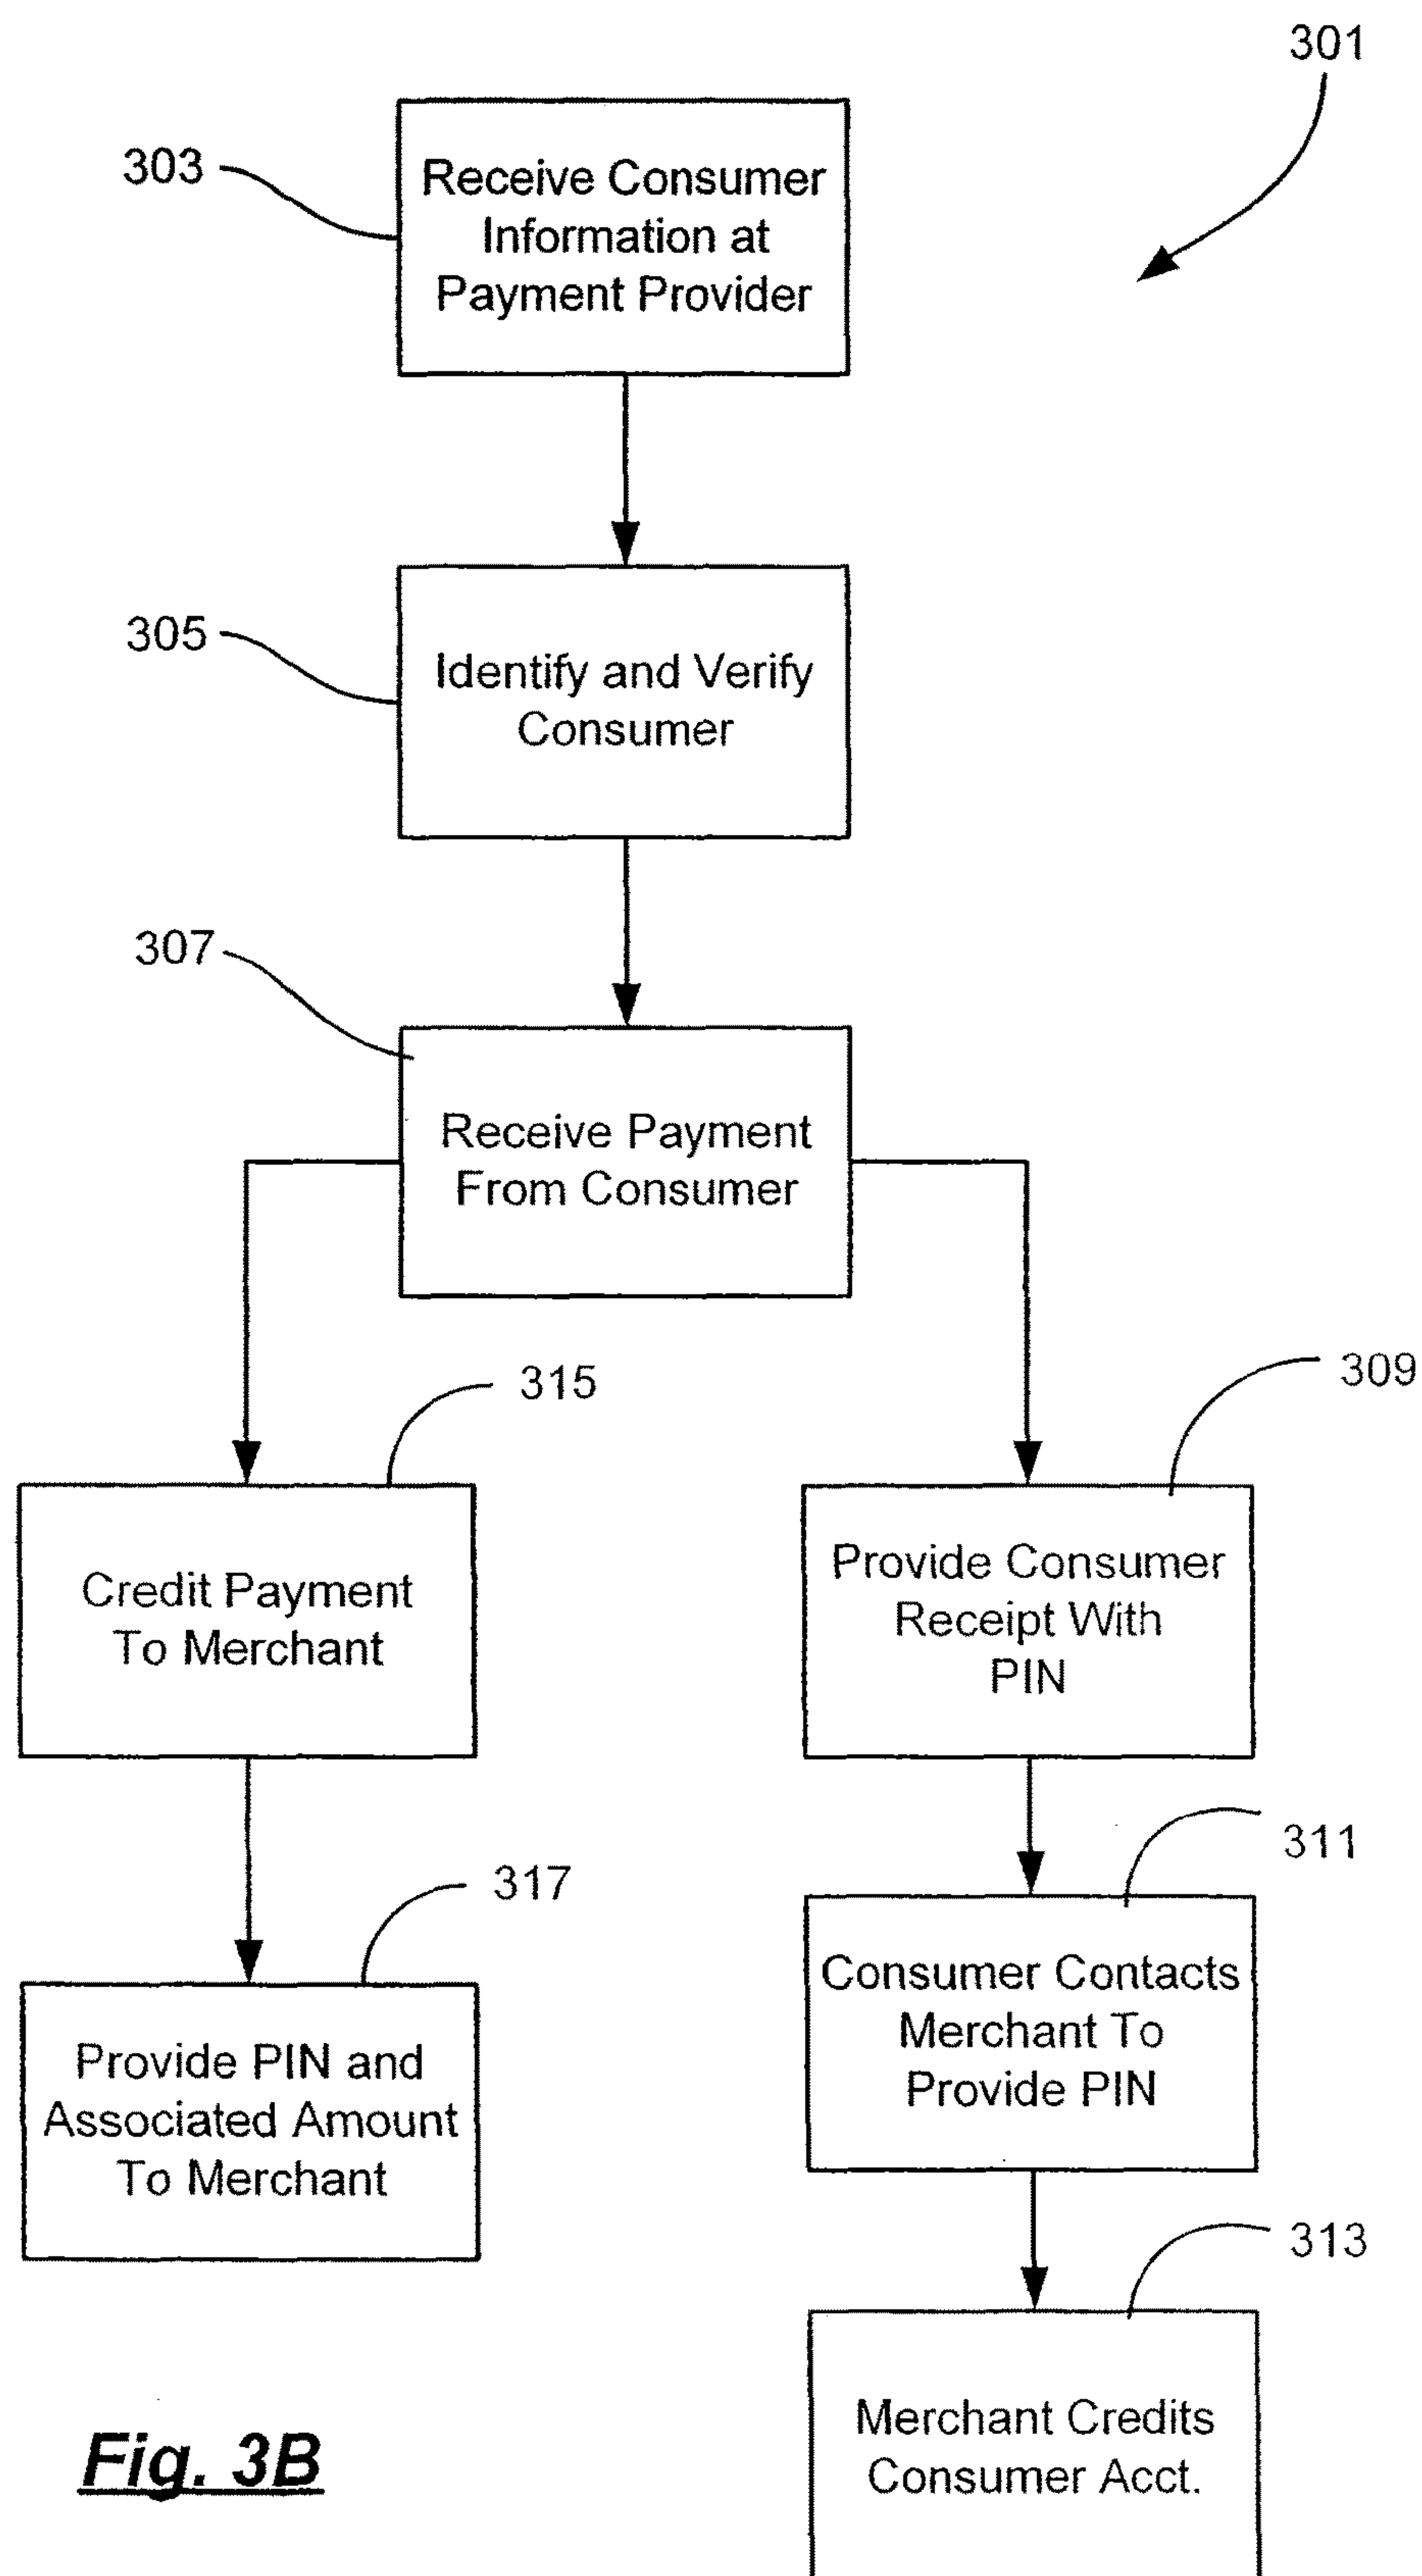 301
303
Receive Consumer
Information at
Payment Provider
305
Identify and Verify
Consumer
307
Receive Payment
From Consumer
315
309
Credit Payment
To Merchant
Provide Consumer
Receipt With
PIN
317
311
Provide PIN and
Associated Amount
To Merchant
Consumer Contacts
Merchant To
Provide PIN
313
Merchant Credits
Consumer Acct.
Fig. 3B